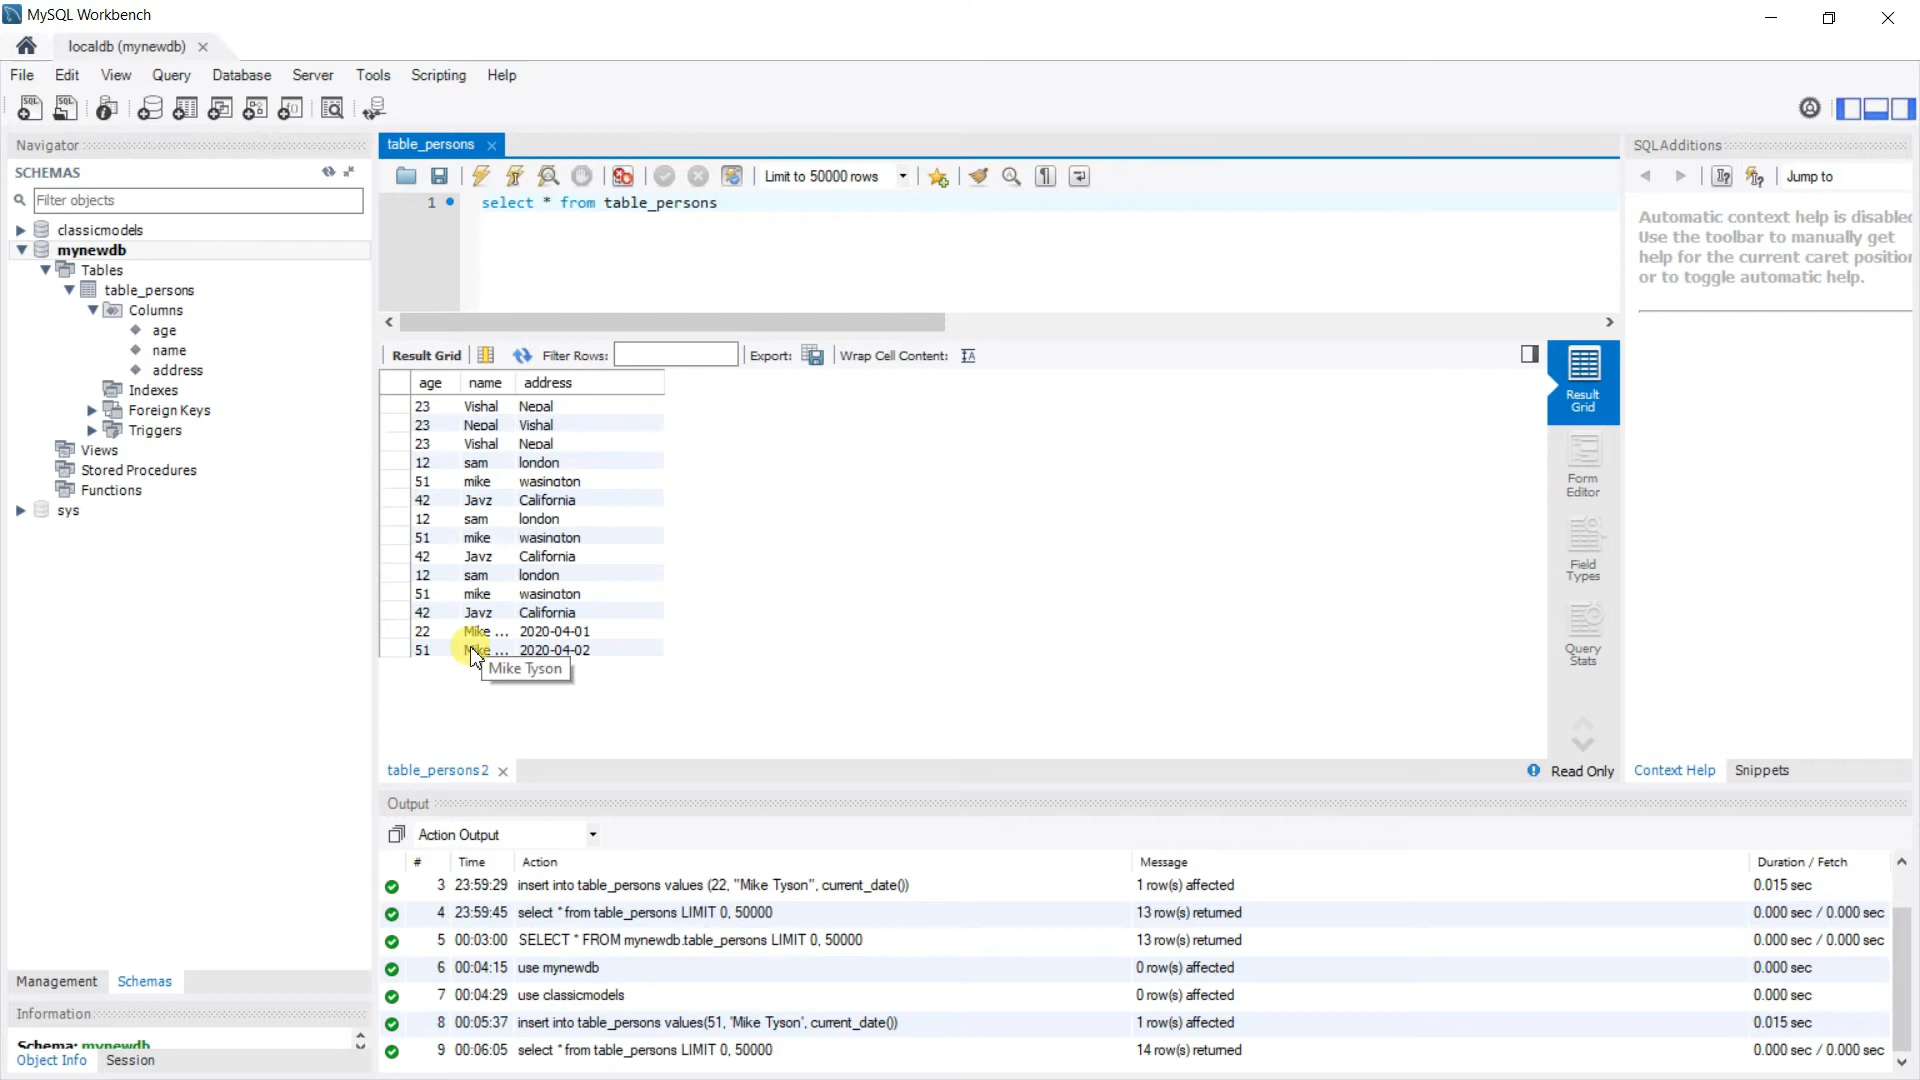 MySQL Workbench
localdb (mynewdb)
File Edit View Query Database Server Tools Scripting Help
Navigator
SCHEMAS
Filter objects
classicmodels
mynewdb
Tables
table_persons
Columns
age
name
address
Indexes
Foreign Keys
Triggers
Views
Stored Procedures
Functions
sys
Management Schemas
Information
Schema: mynewdb
Object Info Session
table_persons
Limit to 50000 rows
1 select * from table_persons
Result Grid Filter Rows: Export: Wrap Cell Content:
age name address
23 Vishal Nepal
23 Nepal Vishal
23 Vishal Nepal
12 sam london
51 mike wasington
42 Javz California
12 sam london
51 mike wasington
42 Javz California
12 sam london
51 mike wasington
42 Javz California
22 Mike ... 2020-04-01
51 Mike ... 2020-04-02
Mike Tyson
Result
Grid
Form
Editor
Field
Types
Query
Stats
table_persons2
Read Only
SQLAdditions
Jump to
Automatic context help is disabled
Use the toolbar to manually get
help for the current caret position
or to toggle automatic help.
Context Help Snippets
Output
Action Output
# Time Action Message Duration / Fetch
3 23:59:29 insert into table_persons values (22, "Mike Tyson", current_date()) 1 row(s) affected 0.015 sec
4 23:59:45 select * from table_persons LIMIT 0, 50000 13 row(s) returned 0.000 sec / 0.000 sec
5 00:03:00 SELECT * FROM mynewdb.table_persons LIMIT 0, 50000 13 row(s) returned 0.000 sec / 0.000 sec
6 00:04:15 use mynewdb 0 row(s) affected 0.000 sec
7 00:04:29 use classicmodels 0 row(s) affected 0.000 sec
8 00:05:37 insert into table_persons values(51, 'Mike Tyson', current_date()) 1 row(s) affected 0.015 sec
9 00:06:05 select * from table_persons LIMIT 0, 50000 14 row(s) returned 0.000 sec / 0.000 sec